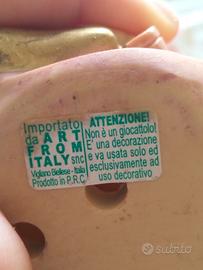 Importato
da ART
FROM
ITALY snc
Vigliano Biellese - Italia
Prodotto in P.R.C.
ATTENZIONE!
Non è un giocattolo!
E' una decorazione
e va usata solo ed
esclusivamente ad
uso decorativo
subito